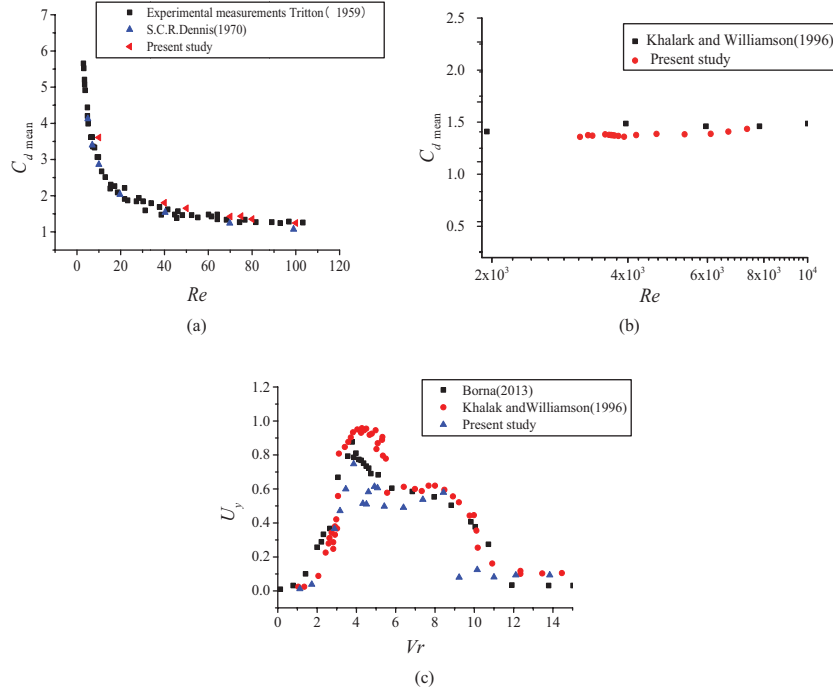 Experimental measurements Tritton( 1959)
S.C.R.Dennis(1970)
Present study
7
6
5
4
3
2
1
C_d mean
0 20 40 60 80 100 120
Re
(a)
Khalark and Williamson(1996)
Present study
2.5
2.0
1.5
1.0
0.5
C_d mean
2x10³ 4x10³ 6x10³ 8x10³ 10⁴
Re
(b)
Borna(2013)
Khalak andWilliamson(1996)
Present study
1.2
1.0
0.8
0.6
0.4
0.2
0.0
U_y
0 2 4 6 8 10 12 14
Vr
(c)